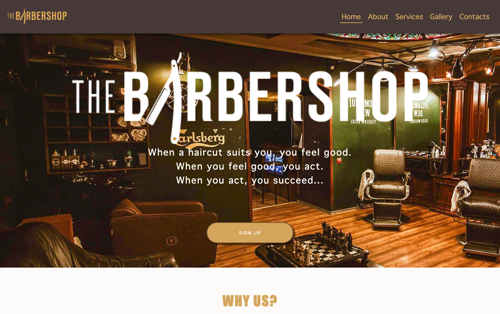 THE BARBERSHOP
Home About Services Gallery Contacts
THE BARBERSHOP
Carlsberg
When a haircut suits you, you feel good.
When you feel good, you act.
When you act, you succeed...
SIGN UP
WHY US?